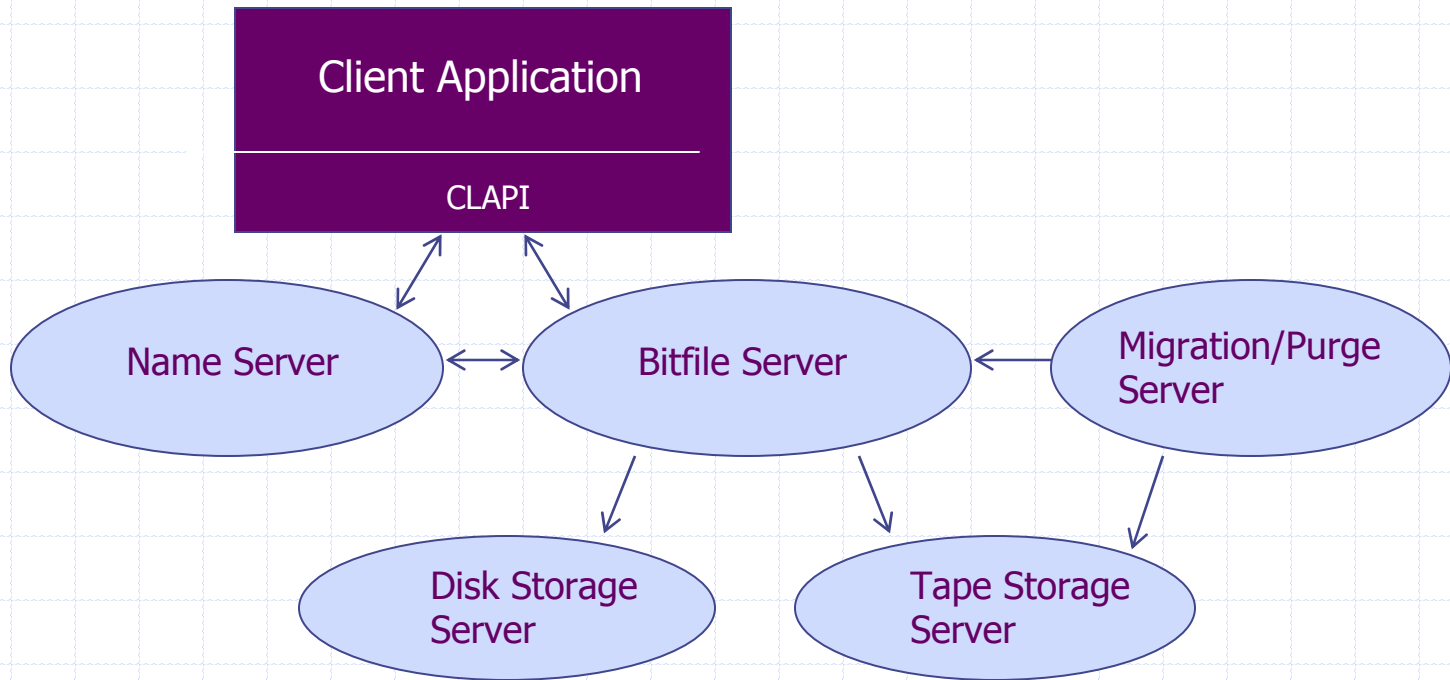 Client Application
CLAPI
Name Server
Bitfile Server
Migration/Purge
Server
Disk Storage
Server
Tape Storage
Server